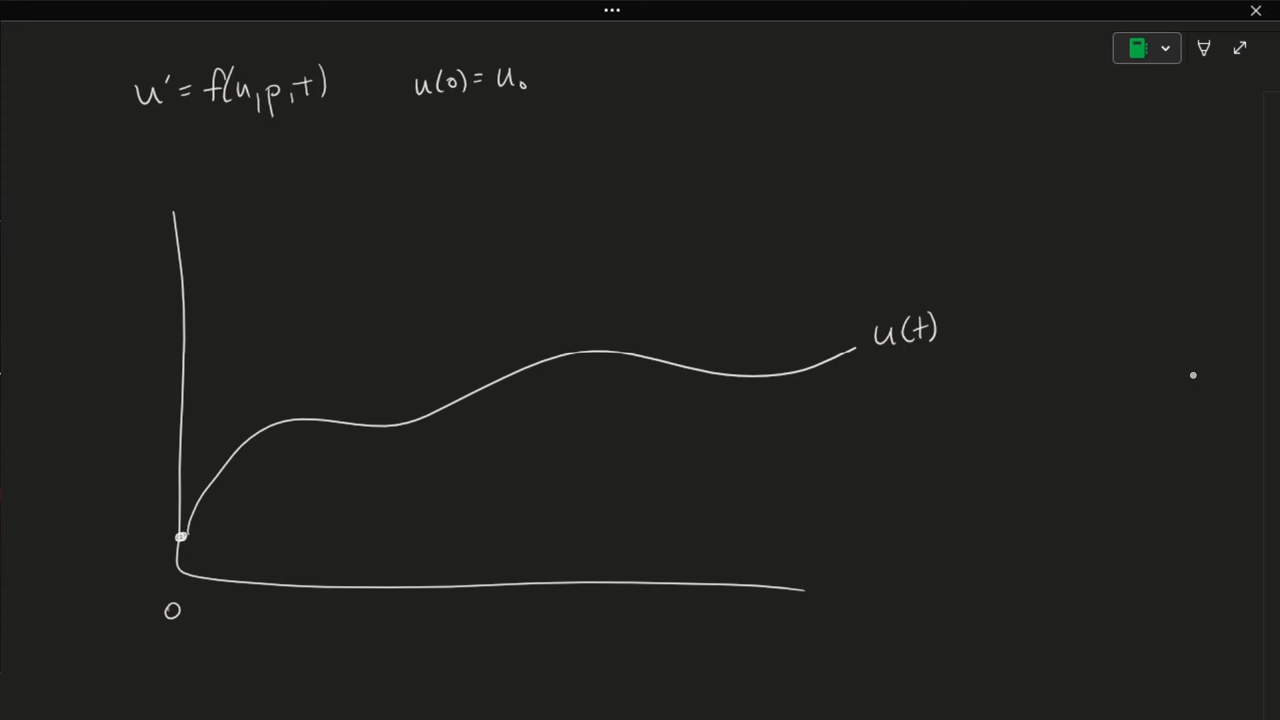 u' = f(u,p,t) u(0) = u₀
u(t)
0